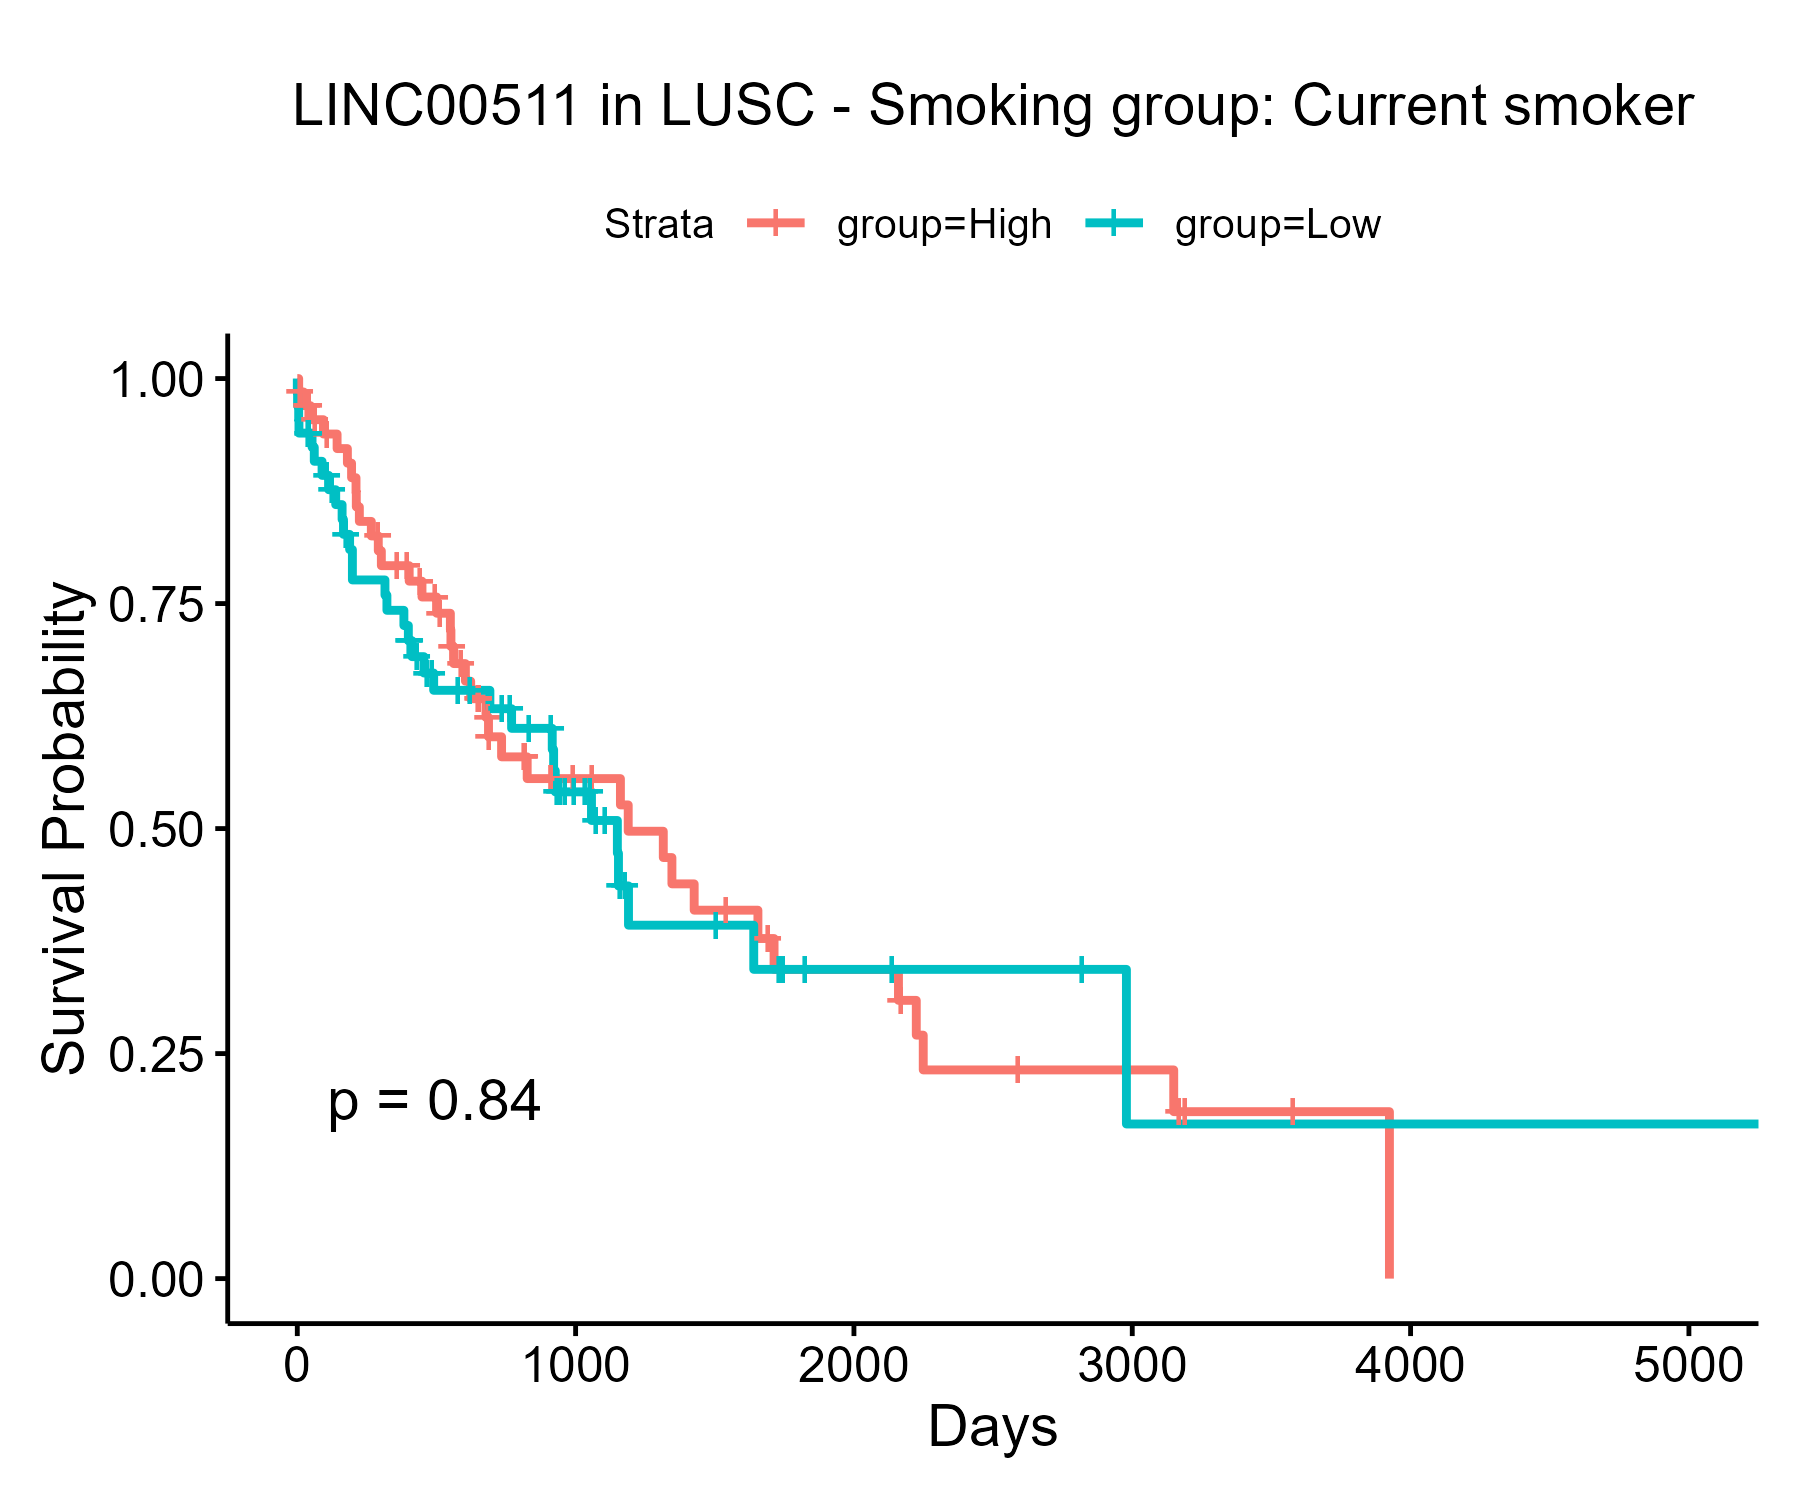 LINC00511 in LUSC - Smoking group: Current smoker
Strata group=High group=Low
Survival Probability
1.00
0.75
0.50
0.25
0.00
p = 0.84
0 1000 2000 3000 4000 5000
Days